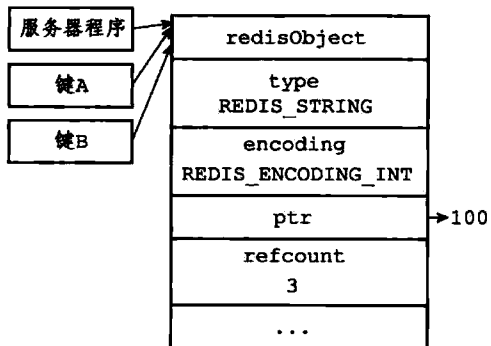 服务器程序
键A
键B
redisObject
type
REDIS_STRING
encoding
REDIS_ENCODING_INT
ptr
100
refcount
3
...